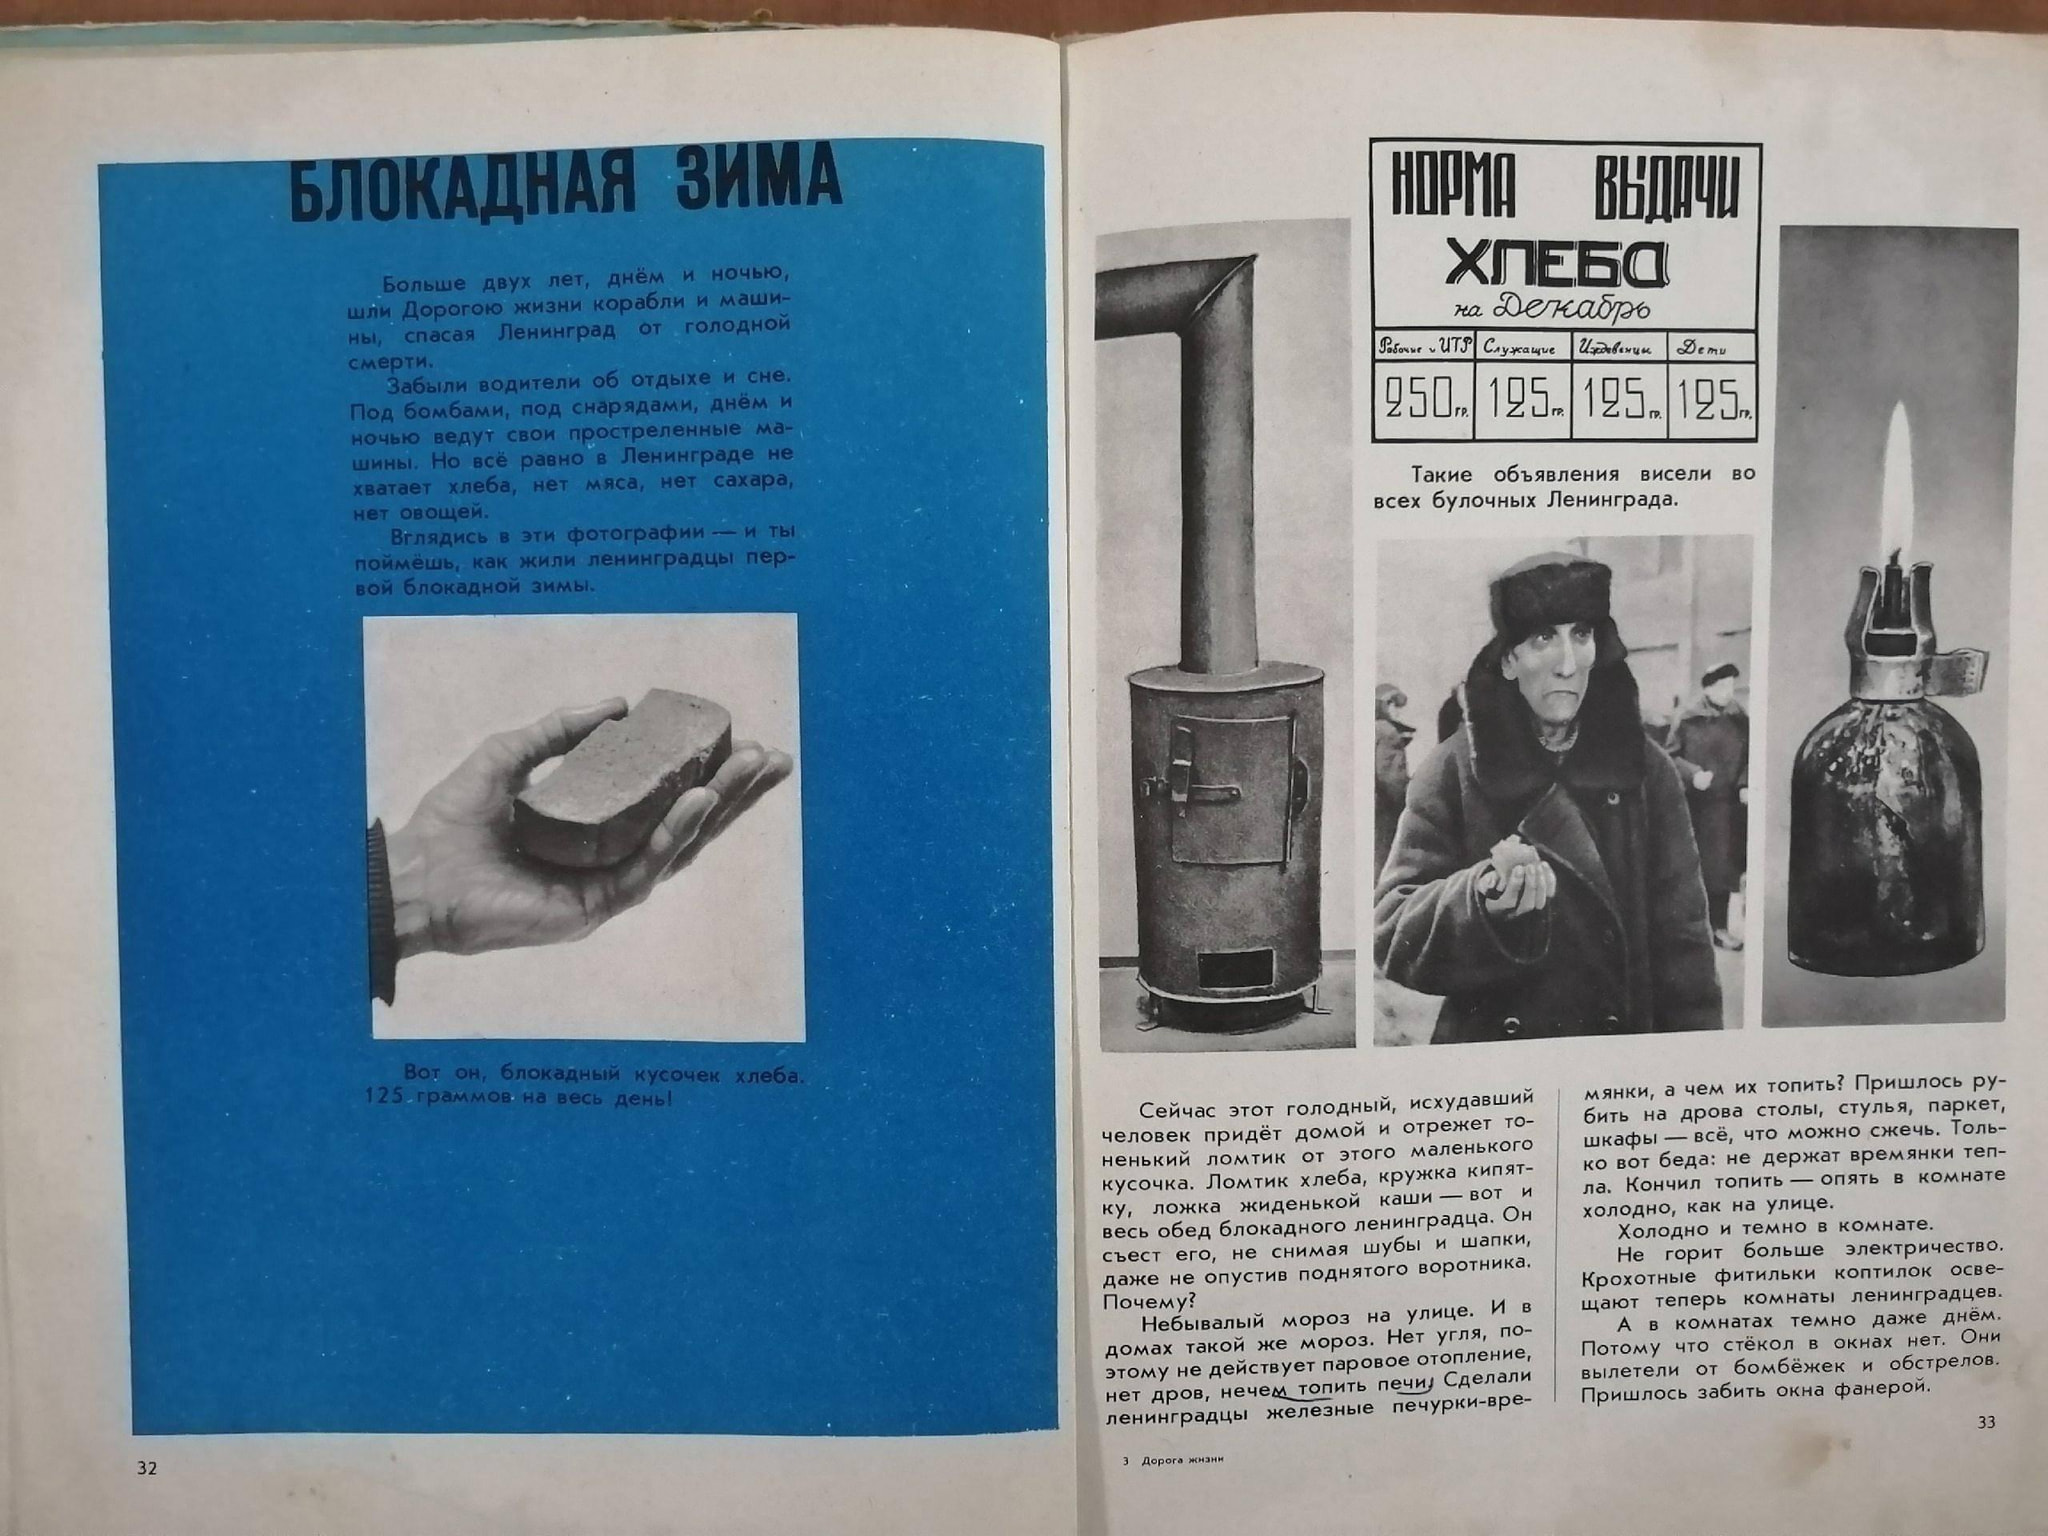 БЛОКАДНАЯ ЗИМА
Больше двух лет, днём и ночью,
шли Дорогою жизни корабли и маши-
ны, спасая Ленинград от голодной
смерти.
Забыли водители об отдыхе и сне.
Под бомбами, под снарядами, днём и
ночью ведут свои простреленные ма-
шины. Но всё равно в Ленинграде не
хватает хлеба, нет мяса, нет сахара,
нет овощей.
Вглядись в эти фотографии — и ты
поймёшь, как жили ленинградцы пер-
вой блокадной зимы.
Вот он, блокадный кусочек хлеба.
125 граммов на весь день!
32
НОРМА ВЫДАЧИ
ХЛЕБА
на Декабрь
Рабочие и ИТР Служащие Иждевенцы Дети
250 гр. 125 гр. 125 гр. 125 гр.
Такие объявления висели во
всех булочных Ленинграда.
Сейчас этот голодный, исхудавший
человек придёт домой и отрежет то-
ненький ломтик от этого маленького
кусочка. Ломтик хлеба, кружка кипят-
ку, ложка жиденькой каши — вот и
весь обед блокадного ленинградца. Он
съест его, не снимая шубы и шапки,
даже не опустив поднятого воротника.
Почему?
Небывалый мороз на улице. И в
домах такой же мороз. Нет угля, по-
этому не действует паровое отопление,
нет дров, нечем топить печи. Сделали
ленинградцы железные печурки-вре-
мянки, а чем их топить? Пришлось ру-
бить на дрова столы, стулья, паркет,
шкафы — всё, что можно сжечь. Толь-
ко вот беда: не держат времянки теп-
ла. Кончил топить — опять в комнате
холодно, как на улице.
Холодно и темно в комнате.
Не горит больше электричество.
Крохотные фитильки коптилок осве-
щают теперь комнаты ленинградцев.
А в комнатах темно даже днём.
Потому что стёкол в окнах нет. Они
вылетели от бомбёжек и обстрелов.
Пришлось забить окна фанерой.
3 Дорога жизни
33